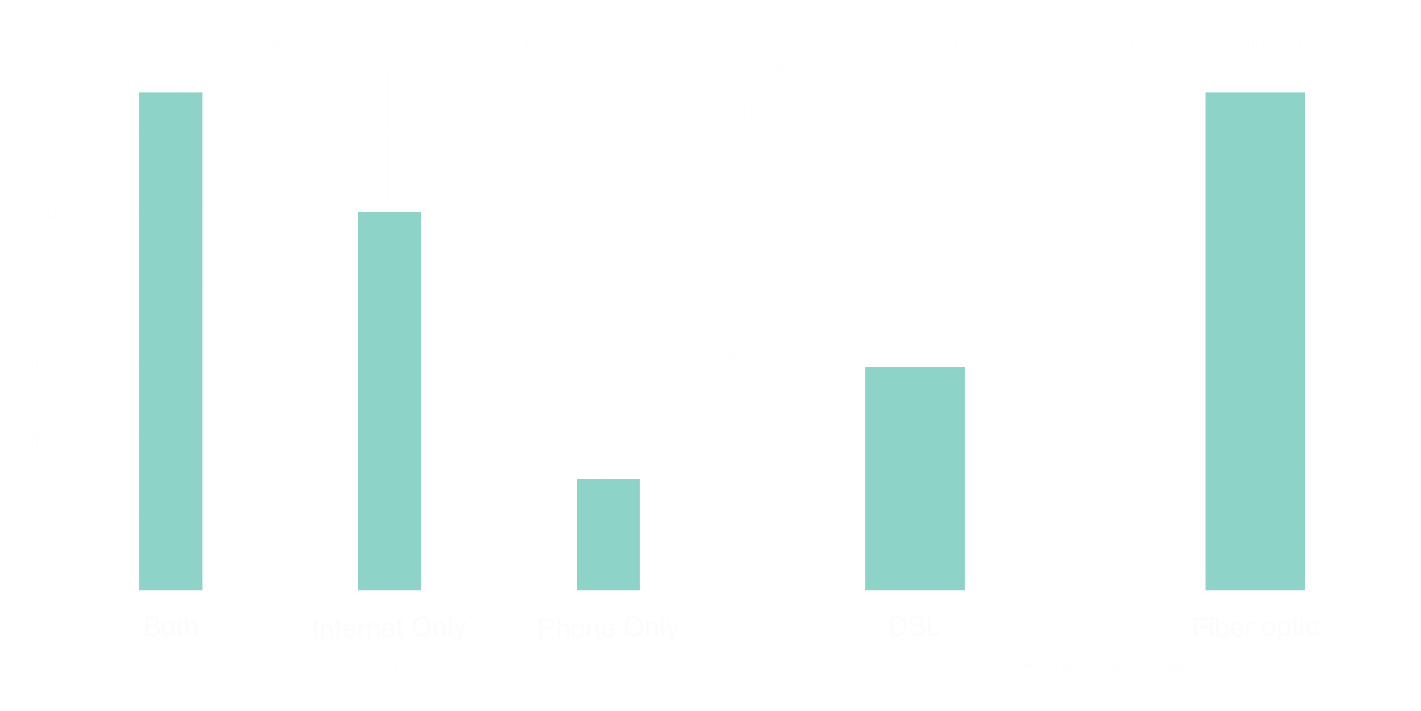 Both
Internet Only
Phone Only
DSL
Fiber optic